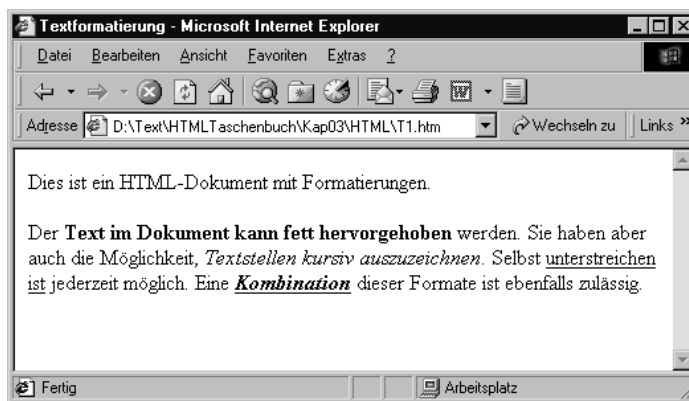 Textformatierung - Microsoft Internet Explorer
Datei Bearbeiten Ansicht Favoriten Extras ?
Adresse D:\Text\HTMLTaschenbuch\Kap03\HTML\T1.htm Wechseln zu Links »
Dies ist ein HTML-Dokument mit Formatierungen.
Der Text im Dokument kann fett hervorgehoben werden. Sie haben aber
auch die Möglichkeit, Textstellen kursiv auszuzeichnen. Selbst unterstreichen
ist jederzeit möglich. Eine Kombination dieser Formate ist ebenfalls zulässig.
Fertig Arbeitsplatz